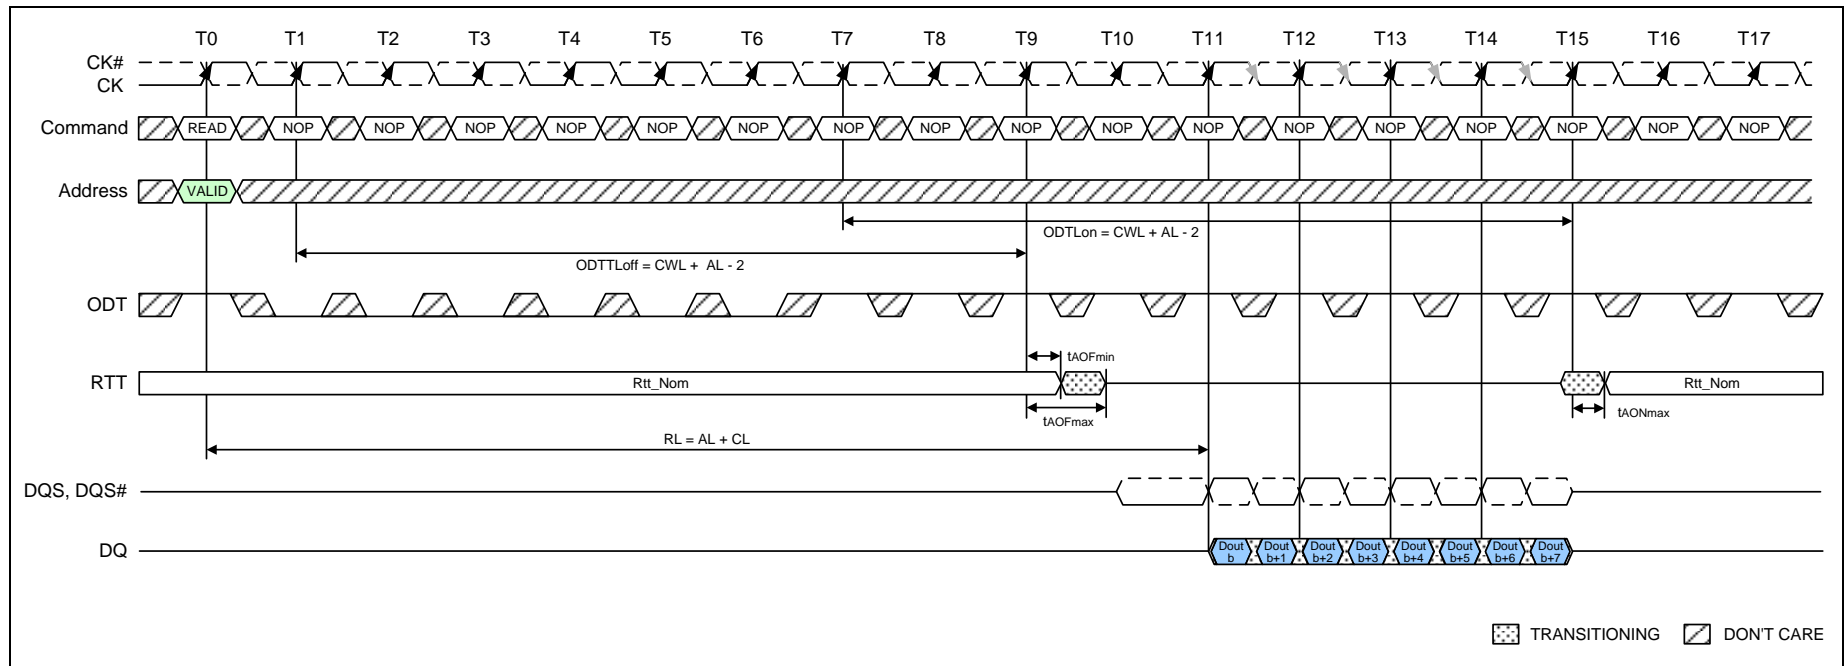 T0 T1 T2 T3 T4 T5 T6 T7 T8 T9 T10 T11 T12 T13 T14 T15 T16 T17
CK#
CK
Command READ NOP NOP NOP NOP NOP NOP NOP NOP NOP NOP NOP NOP NOP NOP NOP NOP NOP
Address VALID
ODTLon = CWL + AL - 2
ODTTLoff = CWL + AL - 2
ODT
tAOFmin
RTT Rtt_Nom Rtt_Nom
tAOFmax tAONmax
RL = AL + CL
DQS, DQS#
DQ Dout Dout Dout Dout Dout Dout Dout Dout
b b+1 b+2 b+3 b+4 b+5 b+6 b+7
TRANSITIONING DON'T CARE